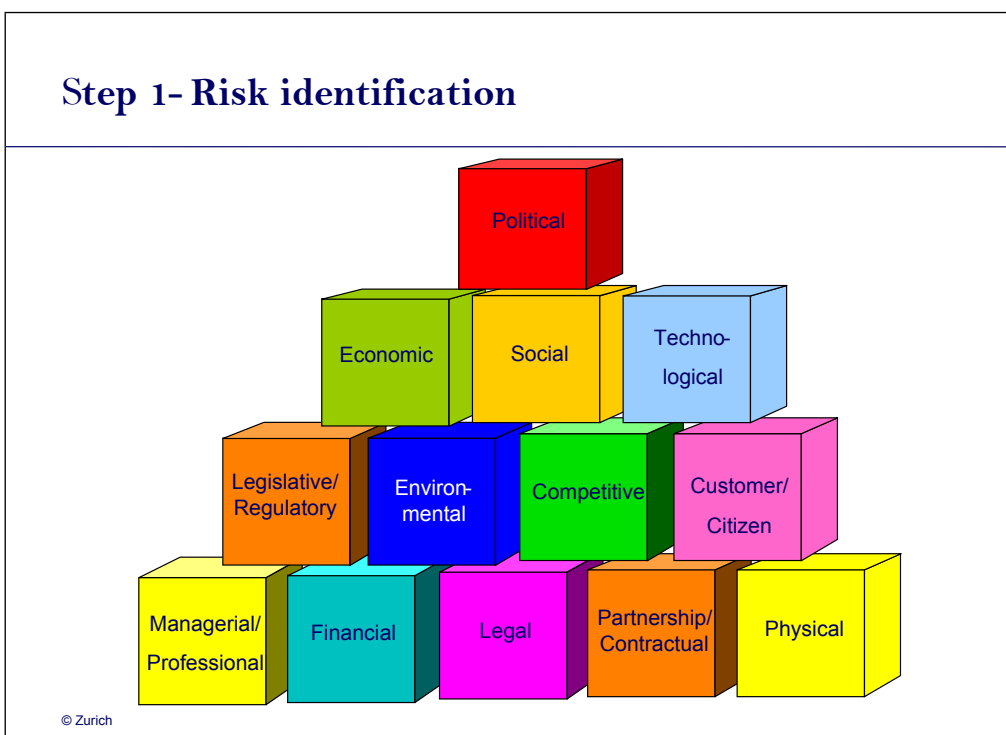 Step 1- Risk identification
Political
Economic
Social
Techno-
logical
Legislative/
Regulatory
Environ-
mental
Competitive
Customer/
Citizen
Managerial/
Professional
Financial
Legal
Partnership/
Contractual
Physical
© Zurich